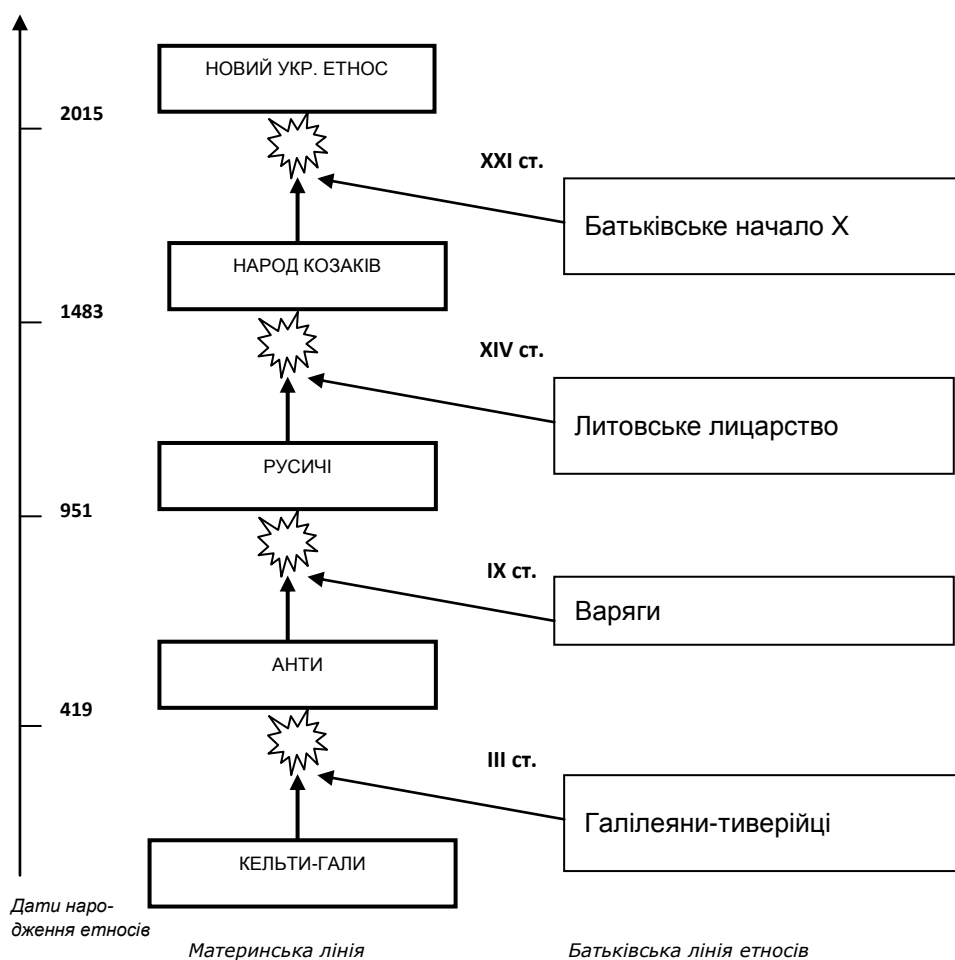 НОВИЙ УКР. ЕТНОС
2015
XXI ст.
Батьківське начало Х
НАРОД КОЗАКІВ
1483
XIV ст.
Литовське лицарство
РУСИЧІ
951
IX ст.
Варяги
АНТИ
419
III ст.
Галілеяни-тиверійці
КЕЛЬТИ-ГАЛИ
Дати наро-
дження етносів
Материнська лінія
Батьківська лінія етносів